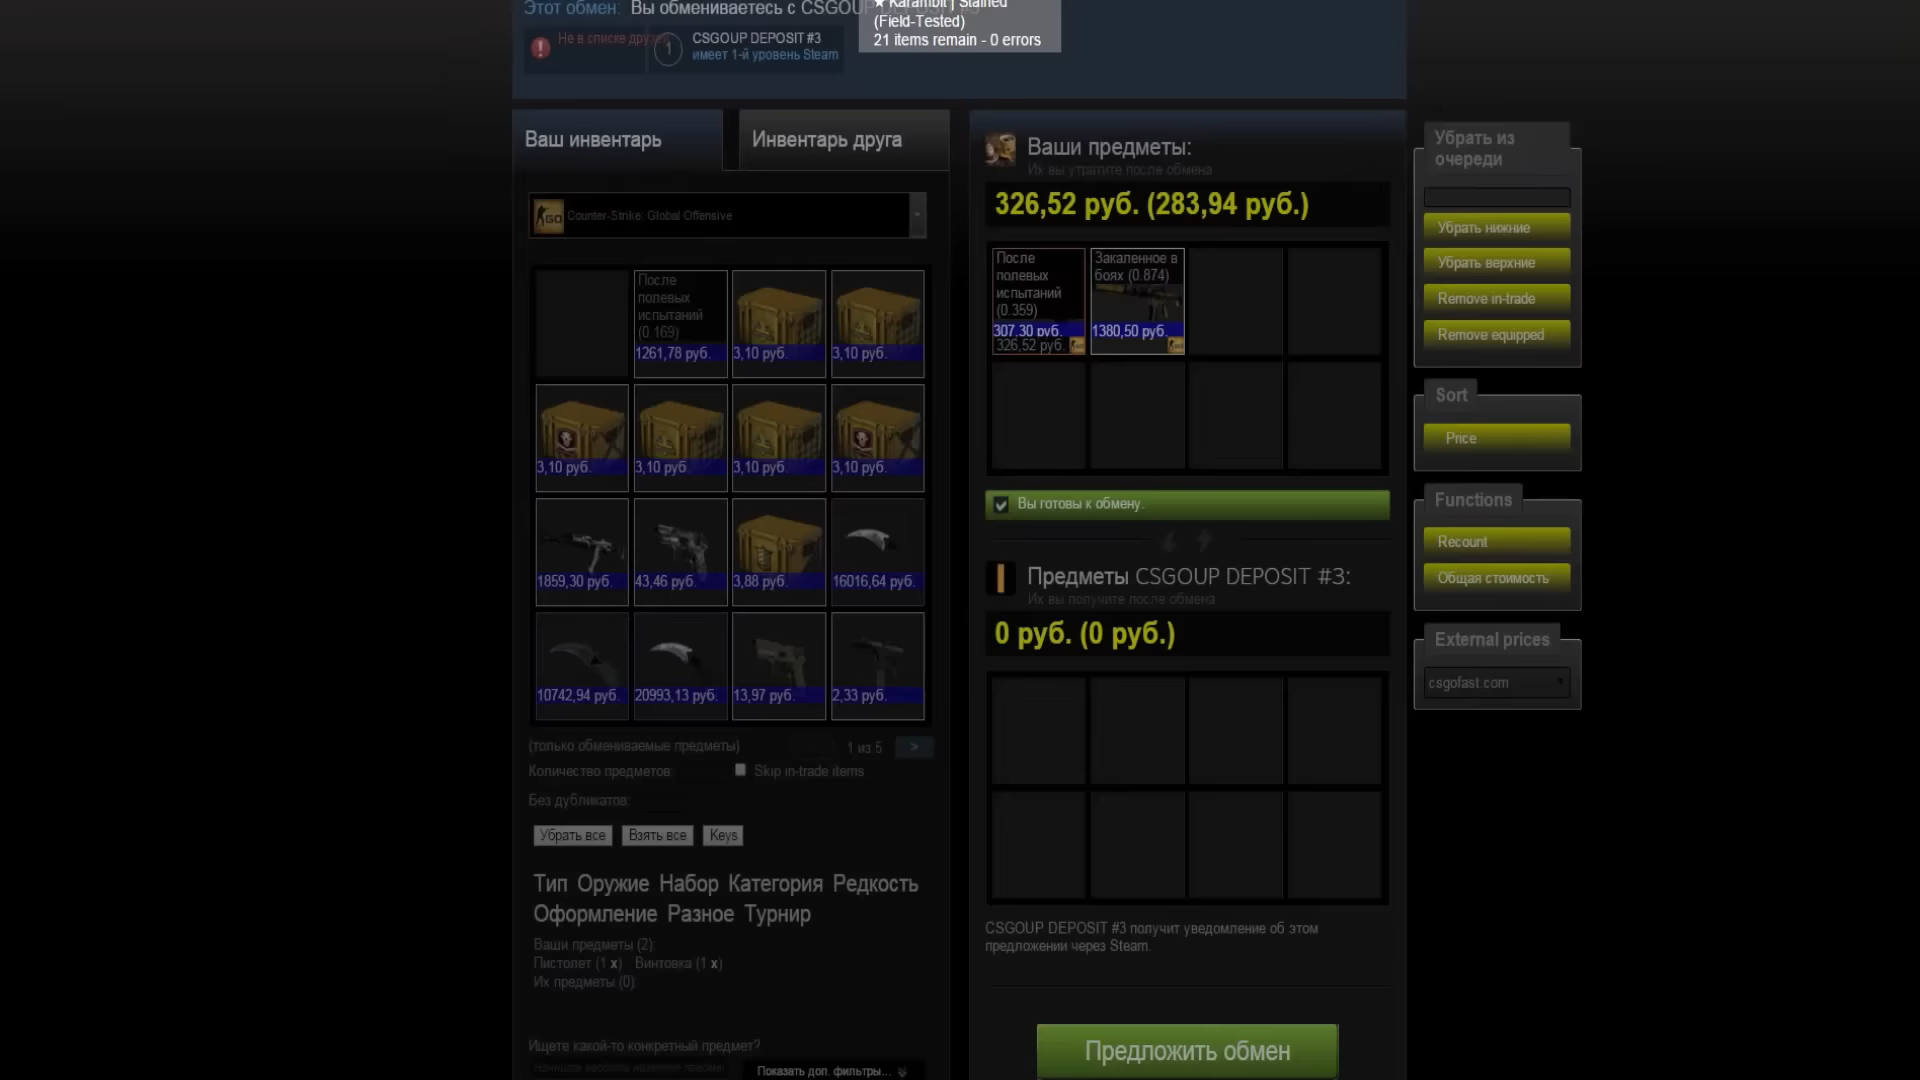 Этот обмен: Вы обмениваетесь с CSGOUP DEPOSIT #3
★ Karambit | Stained
(Field-Tested)
21 items remain - 0 errors
Не в списке друзей
1
CSGOUP DEPOSIT #3
имеет 1-й уровень Steam
Ваш инвентарь
Инвентарь друга
Counter-Strike: Global Offensive
После
полевых
испытаний
(0.169)
1261,78 руб.
3,10 руб.
3,10 руб.
3,10 руб.
3,10 руб.
3,10 руб.
3,10 руб.
1859,30 руб.
43,46 руб.
3,88 руб.
16016,64 руб.
10742,94 руб.
20993,13 руб.
13,97 руб.
2,33 руб.
(только обмениваемые предметы)
1 из 5
>
Количество предметов:
Skip in-trade items
Без дубликатов:
Убрать все
Взять все
Keys
Тип Оружие Набор Категория Редкость
Оформление Разное Турнир
Ваши предметы (2):
Пистолет (1 x) Винтовка (1 x)
Их предметы (0):
Ищете какой-то конкретный предмет?
Показать доп. фильтры...
Ваши предметы:
Их вы утратите после обмена
326,52 руб. (283,94 руб.)
После
полевых
испытаний
(0.359)
307.30 руб.
326,52 руб.
Закаленное в
боях (0.874)
1380,50 руб.
Вы готовы к обмену.
Предметы CSGOUP DEPOSIT #3:
Их вы получите после обмена
0 руб. (0 руб.)
CSGOUP DEPOSIT #3 получит уведомление об этом
предложении через Steam.
Предложить обмен
Убрать из
очереди
Убрать нижние
Убрать верхние
Remove in-trade
Remove equipped
Sort
Price
Functions
Recount
Общая стоимость
External prices
csgofast.com